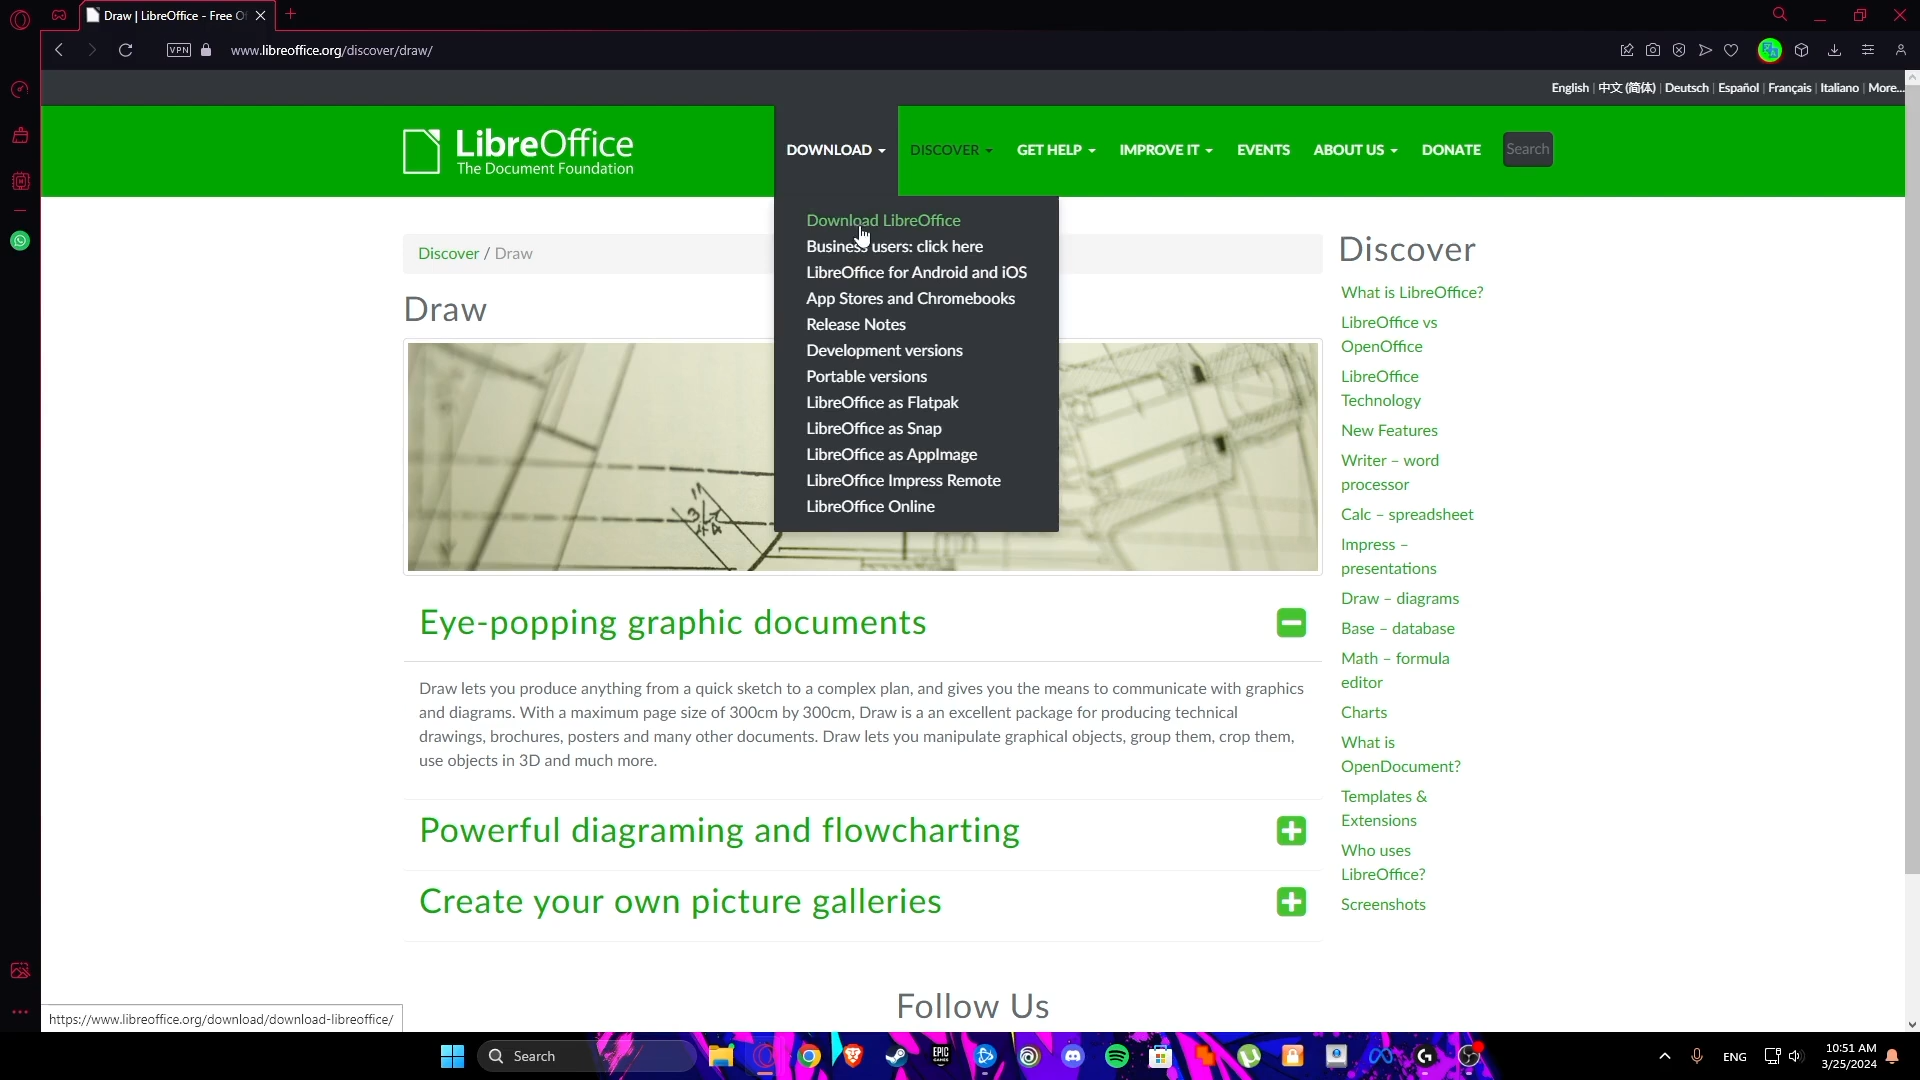 Draw | LibreOffice - Free Of
VPN
www.libreoffice.org/discover/draw/
English | 中文 (简体) | Deutsch | Español | Français | Italiano | More...
LibreOffice
The Document Foundation
DOWNLOAD
DISCOVER
GET HELP
IMPROVE IT
EVENTS
ABOUT US
DONATE
Search
Download LibreOffice
Business users: click here
LibreOffice for Android and iOS
App Stores and Chromebooks
Release Notes
Development versions
Portable versions
LibreOffice as Flatpak
LibreOffice as Snap
LibreOffice as AppImage
LibreOffice Impress Remote
LibreOffice Online
Discover / Draw
Draw
Eye-popping graphic documents
Draw lets you produce anything from a quick sketch to a complex plan, and gives you the means to communicate with graphics
and diagrams. With a maximum page size of 300cm by 300cm, Draw is a an excellent package for producing technical
drawings, brochures, posters and many other documents. Draw lets you manipulate graphical objects, group them, crop them,
use objects in 3D and much more.
Powerful diagraming and flowcharting
Create your own picture galleries
Follow Us
Discover
What is LibreOffice?
LibreOffice vs
OpenOffice
LibreOffice
Technology
New Features
Writer – word
processor
Calc – spreadsheet
Impress –
presentations
Draw – diagrams
Base – database
Math – formula
editor
Charts
What is
OpenDocument?
Templates &
Extensions
Who uses
LibreOffice?
Screenshots
https://www.libreoffice.org/download/download-libreoffice/
Search
EPIC
GAMES
ENG
10:51 AM
3/25/2024